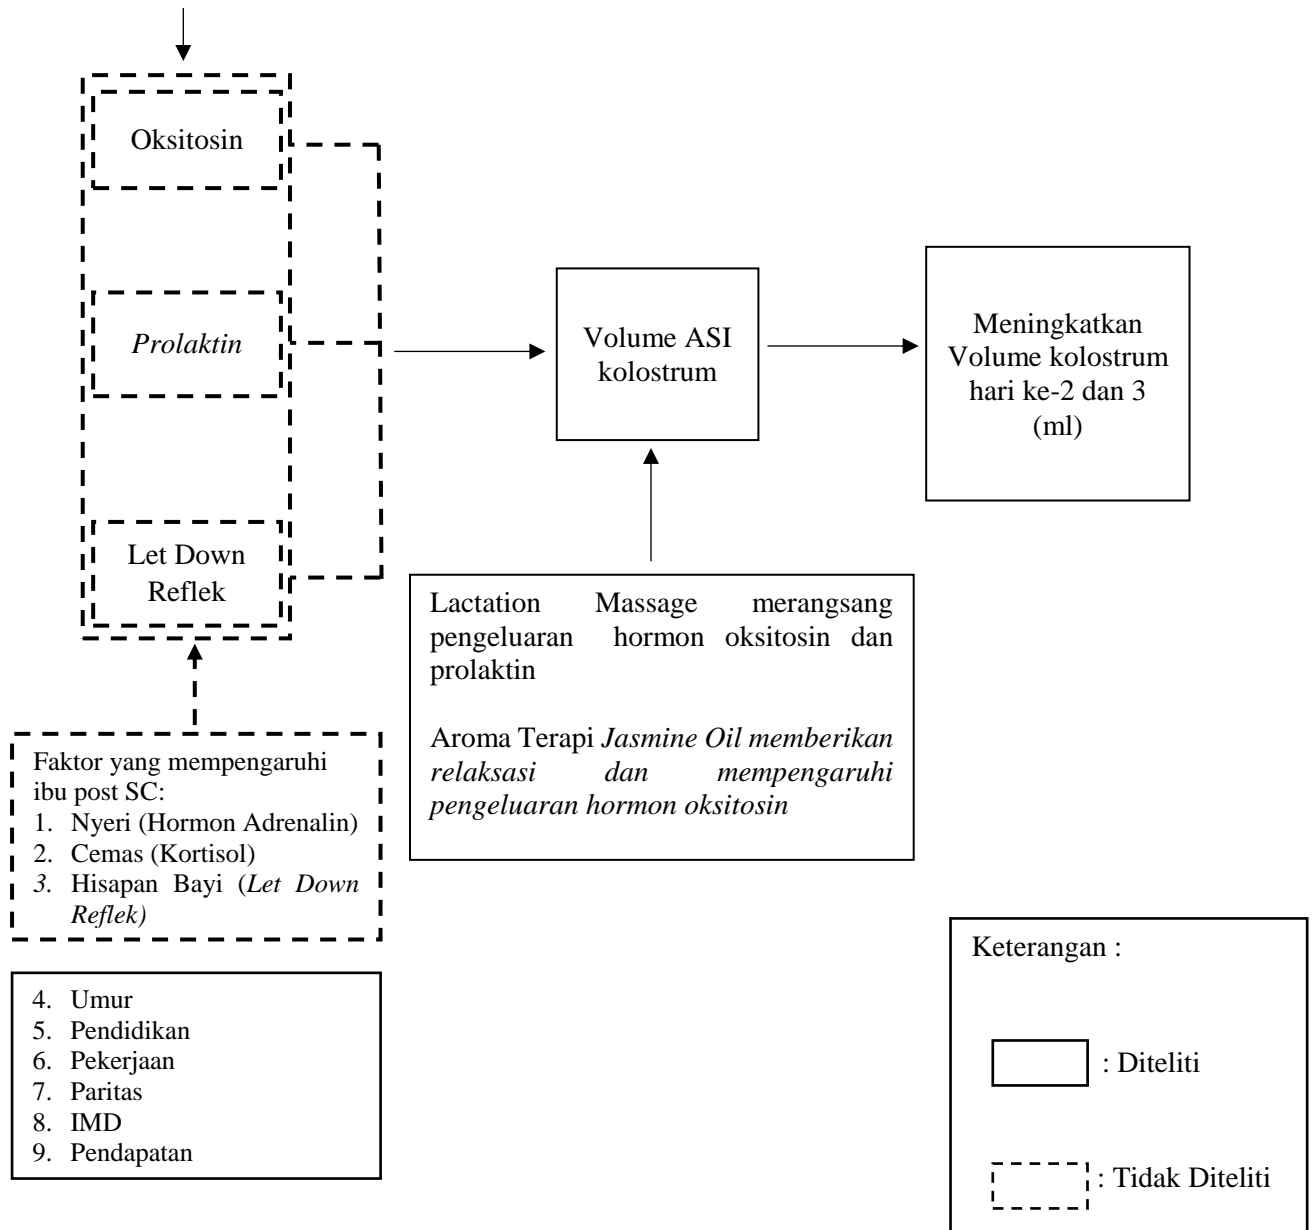 Oksitosin
Prolaktin
Let Down
Reflek
Volume ASI
kolostrum
Meningkatkan
Volume kolostrum
hari ke-2 dan 3
(ml)
Lactation Massage merangsang
pengeluaran hormon oksitosin dan
prolaktin
Aroma Terapi Jasmine Oil memberikan
relaksasi dan mempengaruhi
pengeluaran hormon oksitosin
Faktor yang mempengaruhi
ibu post SC:
1. Nyeri (Hormon Adrenalin)
2. Cemas (Kortisol)
3. Hisapan Bayi (Let Down
Reflek)
4. Umur
5. Pendidikan
6. Pekerjaan
7. Paritas
8. IMD
9. Pendapatan
Keterangan :
: Diteliti
: Tidak Diteliti